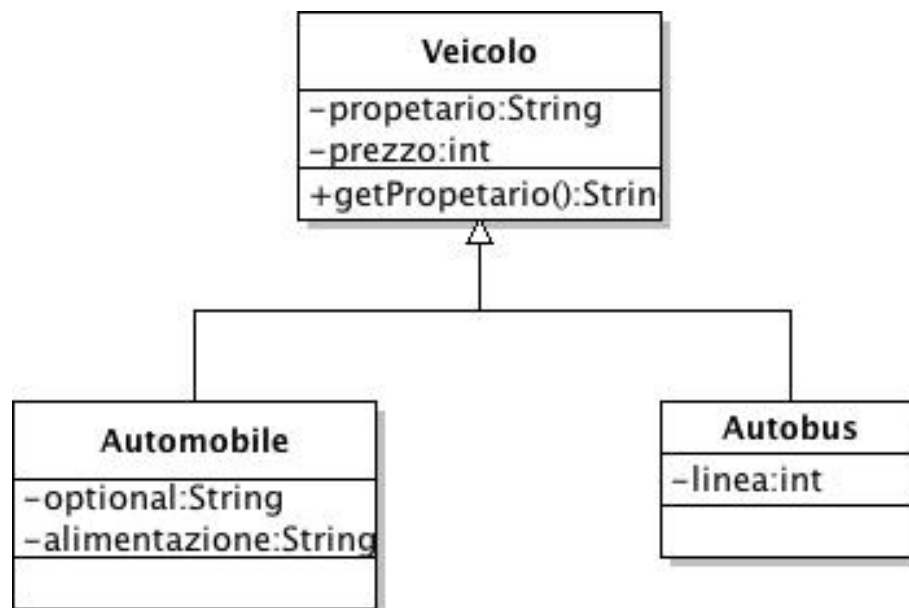 Veicolo
-propetario:String
-prezzo:int
+getPropetario():Strin
Automobile
-optional:String
-alimentazione:String
Autobus
-linea:int